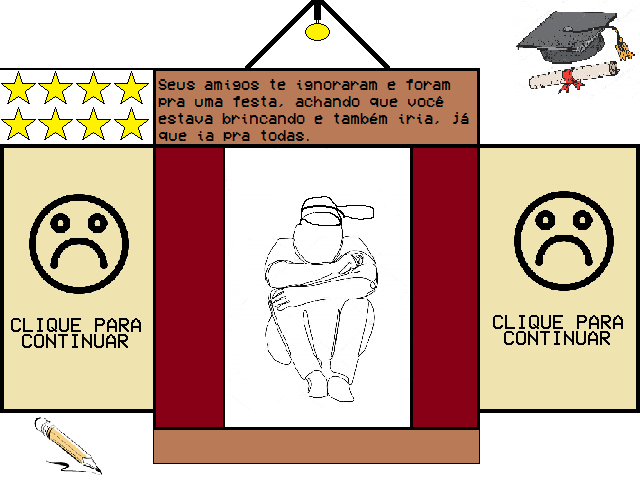 Seus amigos te ignoraram e foram
pra uma festa, achando que você
estava brincando e também iria, já
que ia pra todas.
CLIQUE PARA
CONTINUAR
CLIQUE PARA
CONTINUAR